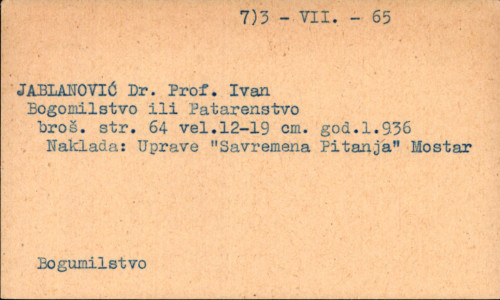 7)3 - VII. - 65
JABLANOVIĆ Dr. Prof. Ivan
Bogomilstvo ili Patarenstvo
broš. str. 64 vel.12-19 cm. god.1.936
Naklada: Uprave "Savremena Pitanja" Mostar
Bogumilstvo